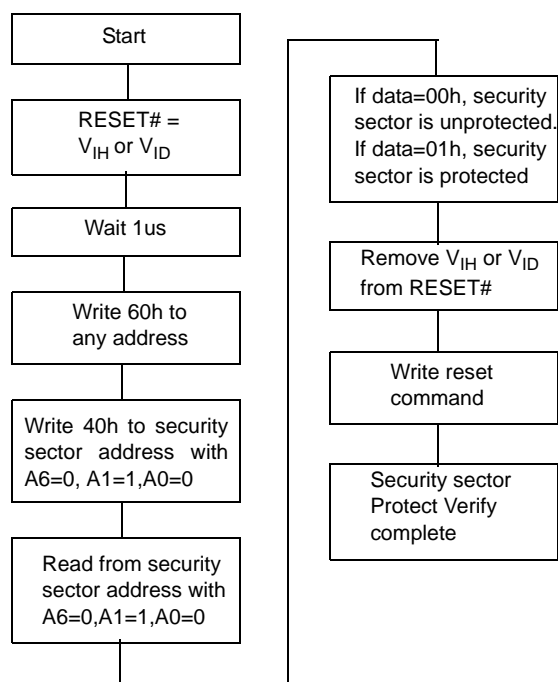 Start
RESET# =
VIH or VID
Wait 1us
Write 60h to
any address
Write 40h to security
sector address with
A6=0, A1=1,A0=0
Read from security
sector address with
A6=0,A1=1,A0=0
If data=00h, security
sector is unprotected.
If data=01h, security
sector is protected
Remove VIH or VID
from RESET#
Write reset
command
Security sector
Protect Verify
complete